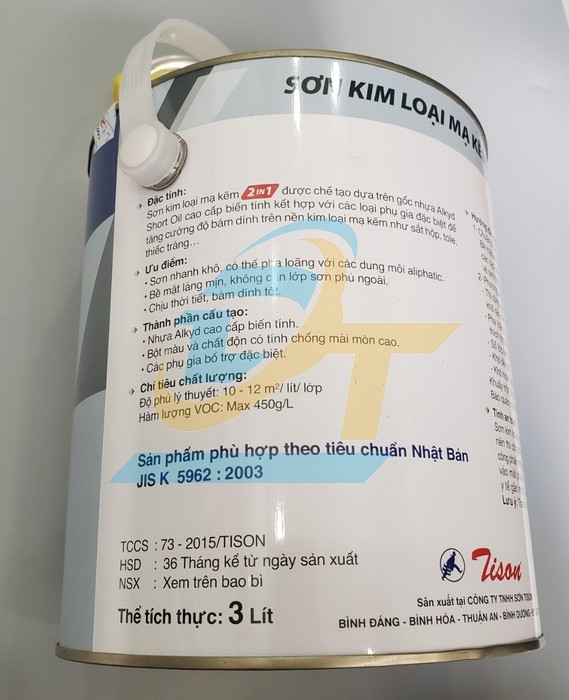 SƠN KIM LOẠI MẠ KẼ
Đặc tính:
Sơn kim loại mạ kẽm 2 IN 1 được chế tạo dựa trên gốc nhựa Alkyd
Short Oil cao cấp biến tính kết hợp với các loại phụ gia đặc biệt để
tăng cường độ bám dính trên nền kim loại mạ kẽm như sắt hộp, tole,
thiếc tráng...
Ưu điểm:
• Sơn nhanh khô, có thể pha loãng với các dung môi aliphatic.
• Bề mặt láng mịn, không cần lớp sơn phủ ngoài.
• Chịu thời tiết, bám dính tốt.
Thành phần cấu tạo:
• Nhựa Alkyd cao cấp biến tính.
• Bột màu và chất độn có tính chống mài mòn cao.
• Các phụ gia bổ trợ đặc biệt.
Chỉ tiêu chất lượng:
Độ phủ lý thuyết: 10 - 12 m²/ lít/ lớp
Hàm lượng VOC: Max 450g/L
Sản phẩm phù hợp theo tiêu chuẩn Nhật Bản
JIS K 5962 : 2003
TCCS : 73 - 2015/TISON
HSD : 36 Tháng kể từ ngày sản xuất
NSX : Xem trên bao bì
Thể tích thực: 3 Lít
Tison
Sản xuất tại CÔNG TY TNHH SƠN TISON
BÌNH ĐÁNG - BÌNH HÒA - THUẬN AN - BÌNH DƯƠNG
DT